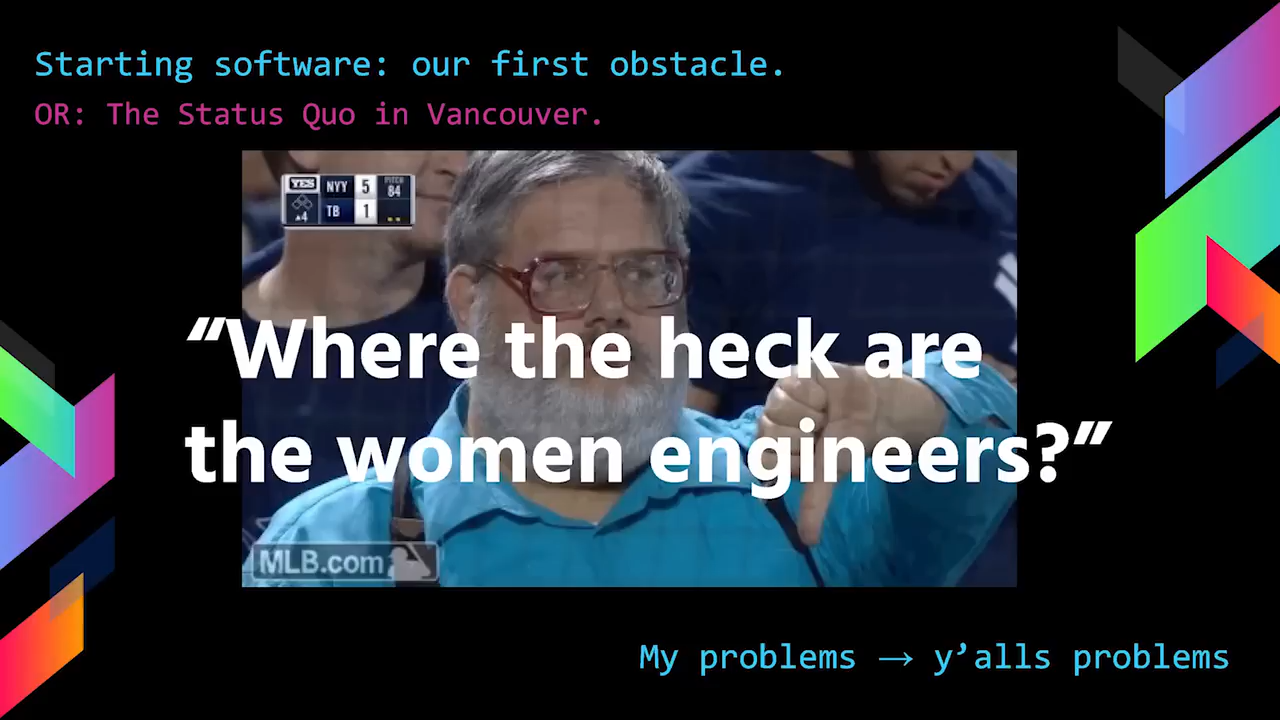 Starting software: our first obstacle.
OR: The Status Quo in Vancouver.
YES NYY 5 PITCH 84
▲4 TB 1
“Where the heck are
the women engineers?”
MLB.com
My problems → y’alls problems